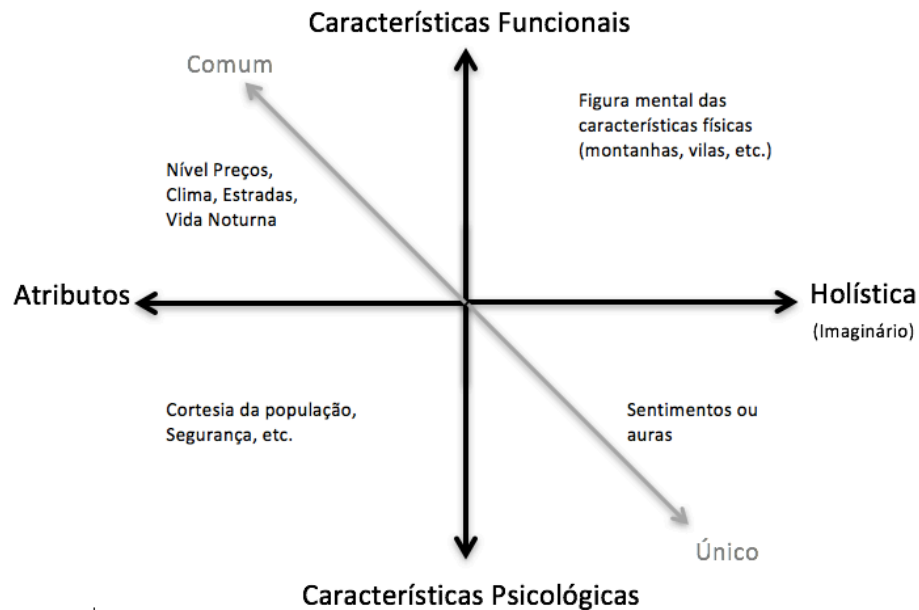 Características Funcionais
Comum
Figura mental das
características físicas
(montanhas, vilas, etc.)
Nível Preços,
Clima, Estradas,
Vida Noturna
Atributos
Holística
(Imaginário)
Cortesia da população,
Segurança, etc.
Sentimentos ou
auras
Único
Características Psicológicas